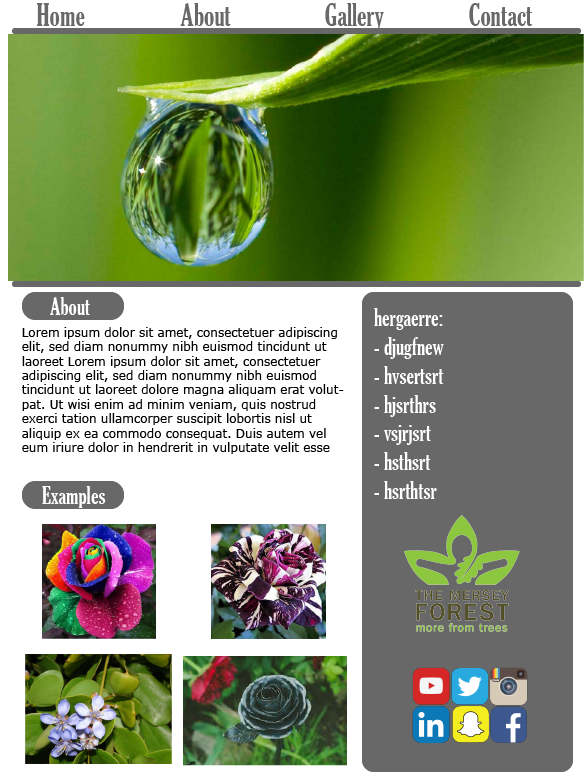 Home About Gallery Contact
About
Lorem ipsum dolor sit amet, consectetuer adipiscing
elit, sed diam nonummy nibh euismod tincidunt ut
laoreet Lorem ipsum dolor sit amet, consectetuer
adipiscing elit, sed diam nonummy nibh euismod
tincidunt ut laoreet dolore magna aliquam erat volut-
pat. Ut wisi enim ad minim veniam, quis nostrud
exerci tation ullamcorper suscipit lobortis nisl ut
aliquip ex ea commodo consequat. Duis autem vel
eum iriure dolor in hendrerit in vulputate velit esse
Examples
hergaerre:
- djugfnew
- hvsertsrt
- hjsrthrs
- vsjrjsrt
- hsthsrt
- hsrthtsr
THE MERSEY
FOREST
more from trees
in
f